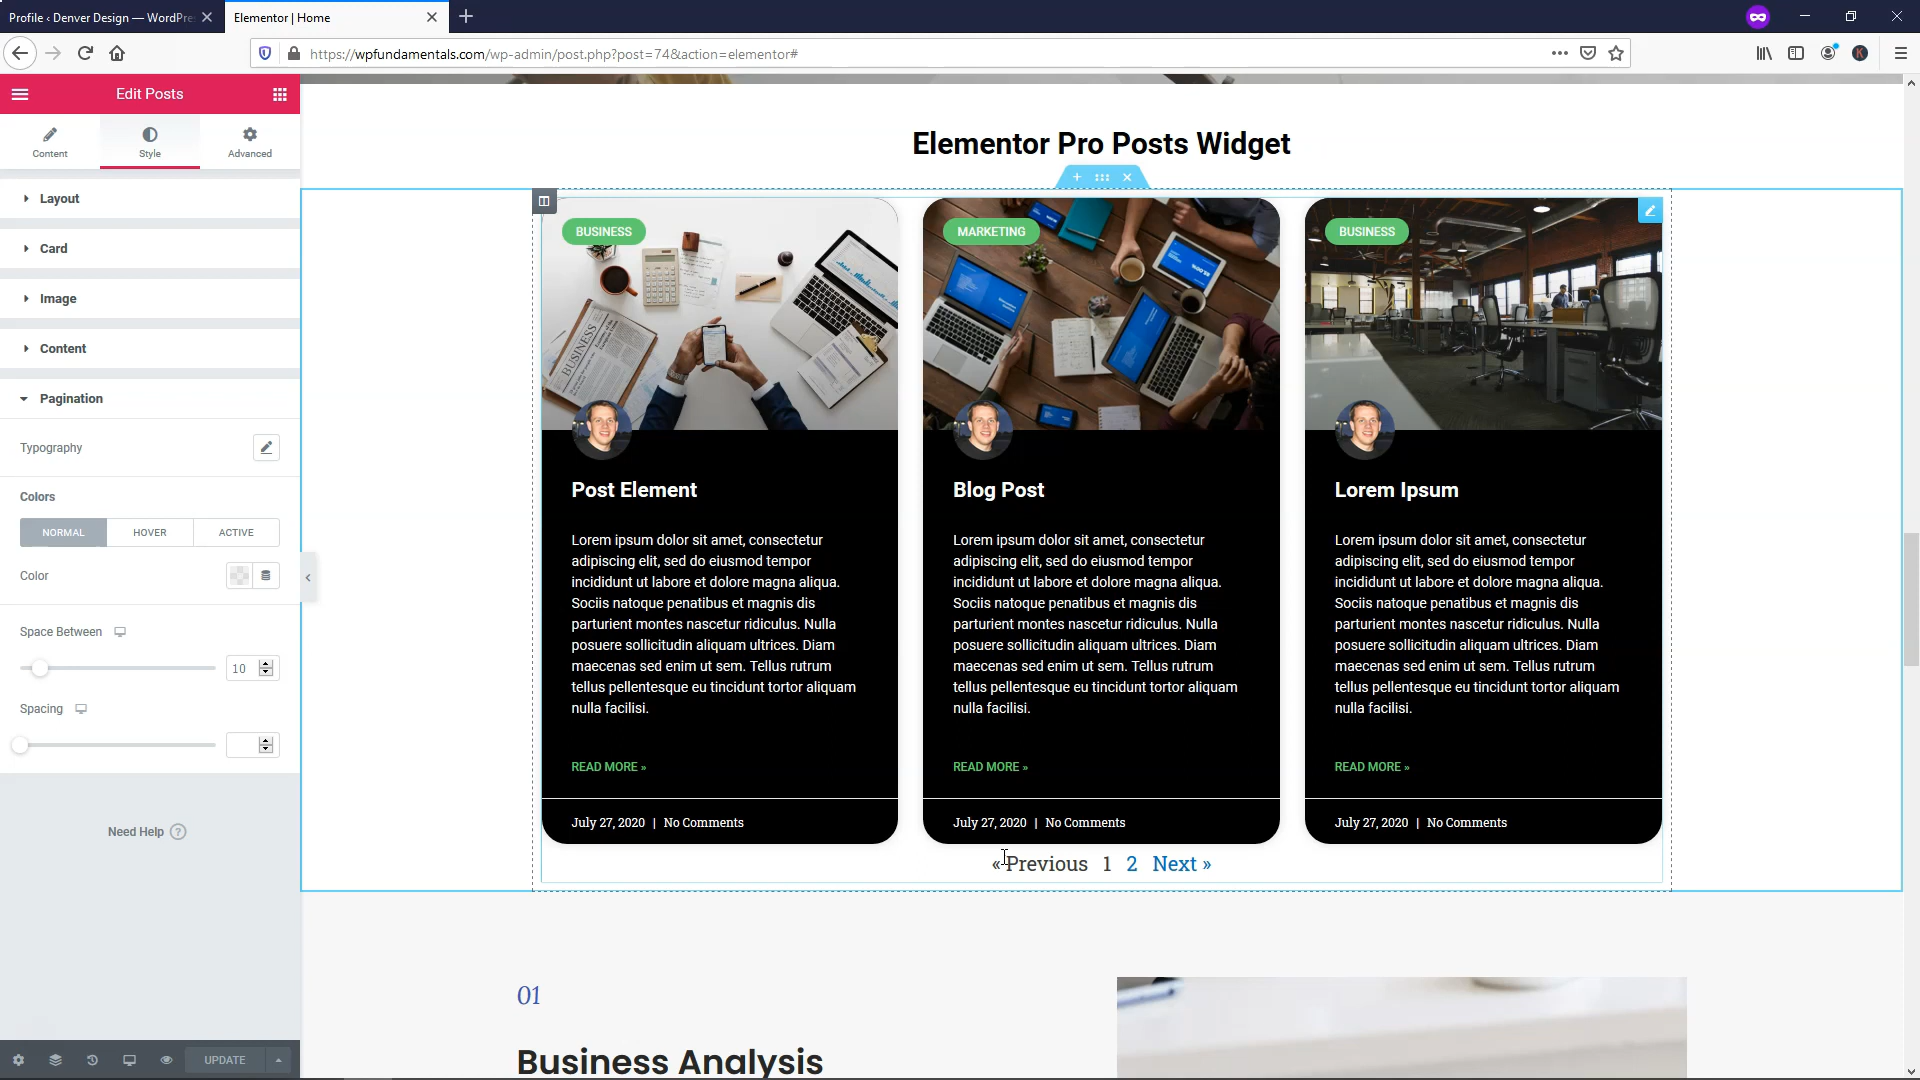 Profile ‹ Denver Design — WordPre
Elementor | Home
https://wpfundamentals.com/wp-admin/post.php?post=74&action=elementor#
Edit Posts
Content
Style
Advanced
Layout
Card
Image
Content
Pagination
Typography
Colors
NORMAL
HOVER
ACTIVE
Color
Space Between
10
Spacing
Need Help ?
UPDATE
Elementor Pro Posts Widget
BUSINESS
BUSINESS
Post Element
Lorem ipsum dolor sit amet, consectetur
adipiscing elit, sed do eiusmod tempor
incididunt ut labore et dolore magna aliqua.
Sociis natoque penatibus et magnis dis
parturient montes nascetur ridiculus. Nulla
posuere sollicitudin aliquam ultrices. Diam
maecenas sed enim ut sem. Tellus rutrum
tellus pellentesque eu tincidunt tortor aliquam
nulla facilisi.
READ MORE »
July 27, 2020 | No Comments
MARKETING
Blog Post
Lorem ipsum dolor sit amet, consectetur
adipiscing elit, sed do eiusmod tempor
incididunt ut labore et dolore magna aliqua.
Sociis natoque penatibus et magnis dis
parturient montes nascetur ridiculus. Nulla
posuere sollicitudin aliquam ultrices. Diam
maecenas sed enim ut sem. Tellus rutrum
tellus pellentesque eu tincidunt tortor aliquam
nulla facilisi.
READ MORE »
July 27, 2020 | No Comments
BUSINESS
Lorem Ipsum
Lorem ipsum dolor sit amet, consectetur
adipiscing elit, sed do eiusmod tempor
incididunt ut labore et dolore magna aliqua.
Sociis natoque penatibus et magnis dis
parturient montes nascetur ridiculus. Nulla
posuere sollicitudin aliquam ultrices. Diam
maecenas sed enim ut sem. Tellus rutrum
tellus pellentesque eu tincidunt tortor aliquam
nulla facilisi.
READ MORE »
July 27, 2020 | No Comments
« Previous 1 2 Next »
01
Business Analysis